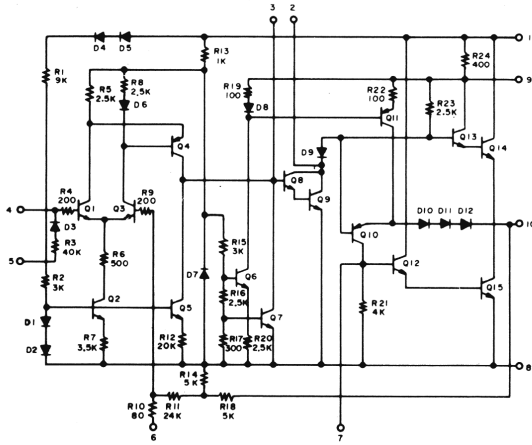 3 2
D4 D5
1
R13
1K
R24
400
R1
9K
R5
2.5K
R8
2,5K
R19
100
R22
100
9
D6
D8
R23
2.5K
Q11
Q13
Q4
D9
Q14
Q8
Q9
R4
200
R9
200
4
Q1
Q3
D10 D11 D12
10
D3
R3
40K
Q10
R15
3K
5
R6
500
Q12
R2
3K
D7
Q6
R16
2,5K
Q15
Q2
Q5
R21
4K
D1
Q7
R7
3,5K
R12
20K
R17
300
R20
2,5K
D2
8
R14
5K
R10
80
R11
24K
R18
5K
6
7